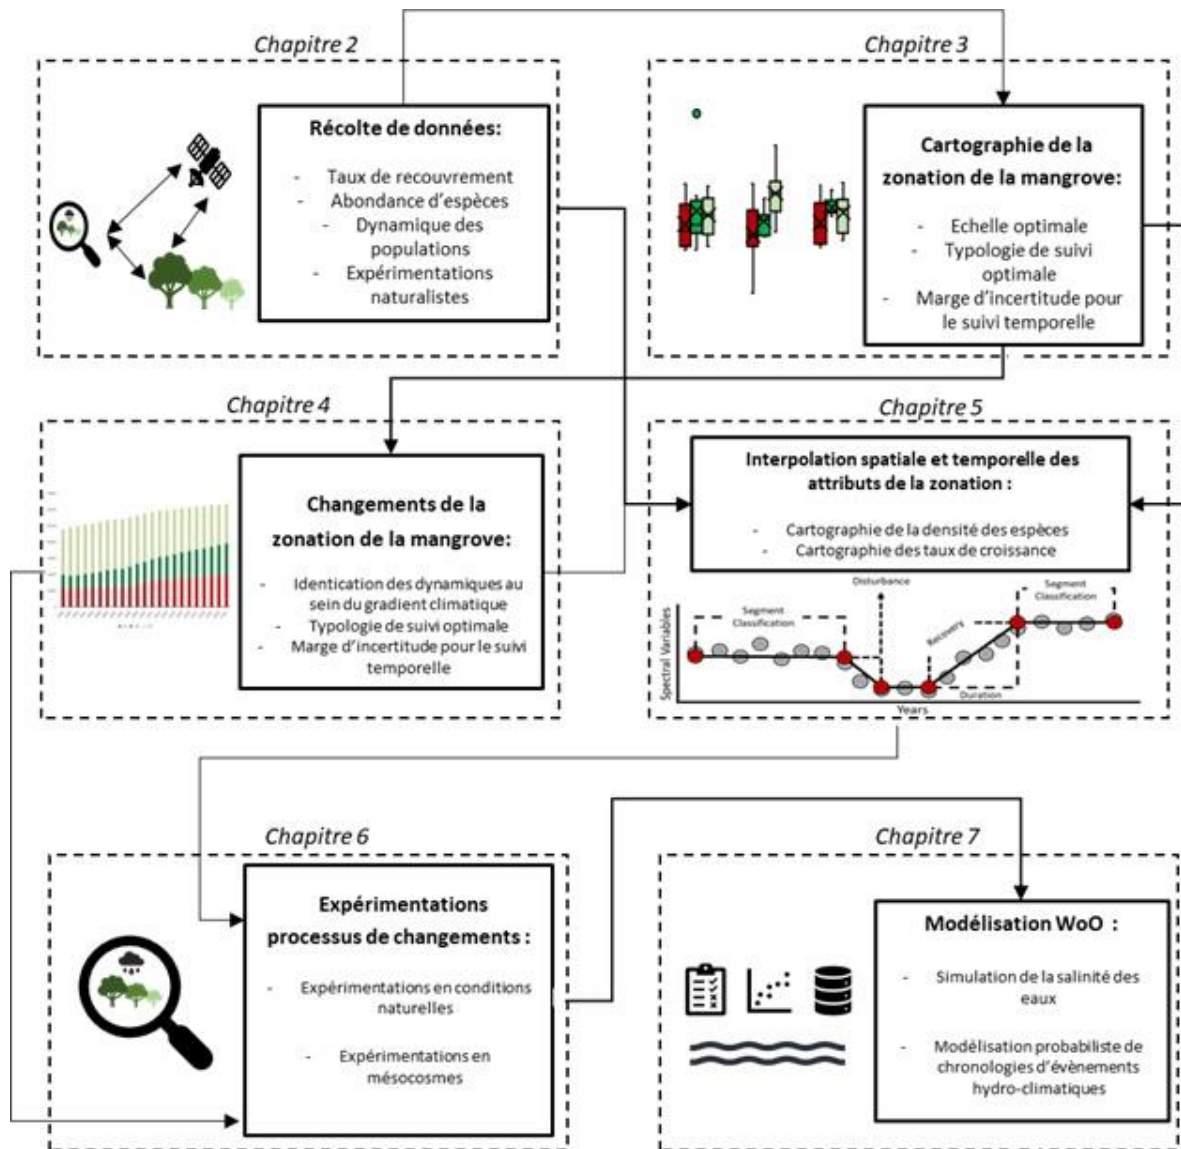 Chapitre 2
Récolte de données:
- Taux de recouvrement
- Abondance d'espèces
- Dynamique des
populations
- Expérimentations
naturalistes
Chapitre 3
Cartographie de la
zonation de la mangrove:
- Echelle optimale
- Typologie de suivi
optimale
- Marge d'incertitude pour
le suivi temporelle
Chapitre 4
Changements de la
zonation de la mangrove:
- Identication des dynamiques au
sein du gradient climatique
- Typologie de suivi optimale
- Marge d'incertitude pour le suivi
temporelle
Chapitre 5
Interpolation spatiale et temporelle des
attributs de la zonation :
- Cartographie de la densité des espèces
- Cartographie des taux de croissance
Disturbance
Segment
Classification
Segment
Classification
Recovery
Duration
Spectral Variables
Years
Chapitre 6
Expérimentations
processus de changements :
- Expérimentations en conditions
naturelles
- Expérimentations en
mésocosmes
Chapitre 7
Modélisation WoO :
- Simulation de la salinité des
eaux
- Modélisation probabiliste de
chronologies d'évènements
hydro-climatiques